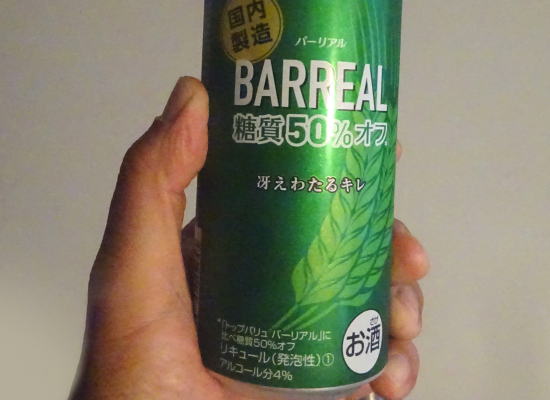 国内
製造
バーリアル
BARREAL
糖質50%オフ*
冴えわたるキレ
*「トップバリュ バーリアル」に
比べ糖質50%オフ
リキュール(発泡性)①
アルコール分4%
さけ
お酒